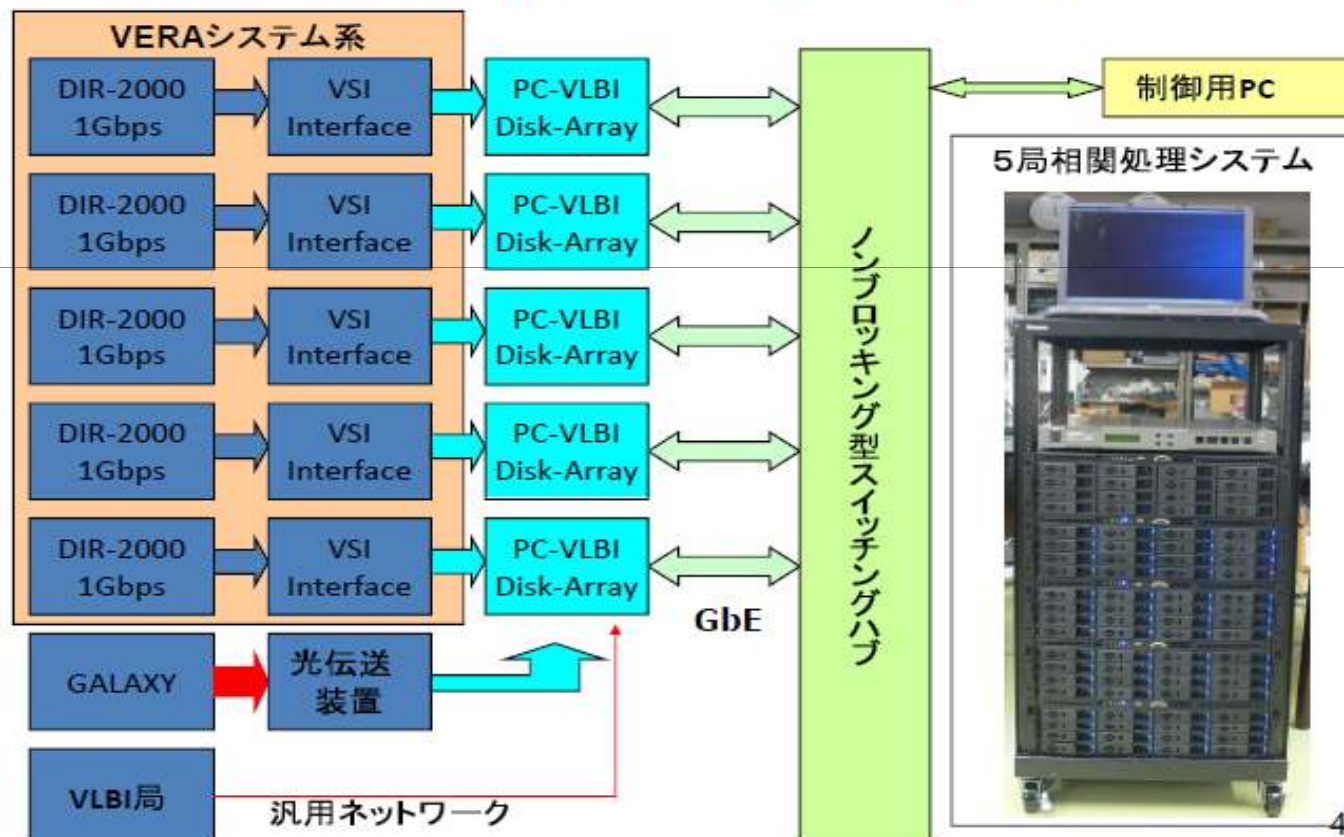 VERAシステム系
DIR-2000
1Gbps
VSI
Interface
PC-VLBI
Disk-Array
DIR-2000
1Gbps
VSI
Interface
PC-VLBI
Disk-Array
DIR-2000
1Gbps
VSI
Interface
PC-VLBI
Disk-Array
DIR-2000
1Gbps
VSI
Interface
PC-VLBI
Disk-Array
DIR-2000
1Gbps
VSI
Interface
PC-VLBI
Disk-Array
GbE
GALAXY
光伝送
装置
VLBI局
汎用ネットワーク
ノンブロッキング型スイッチングハブ
制御用PC
5局相関処理システム
4